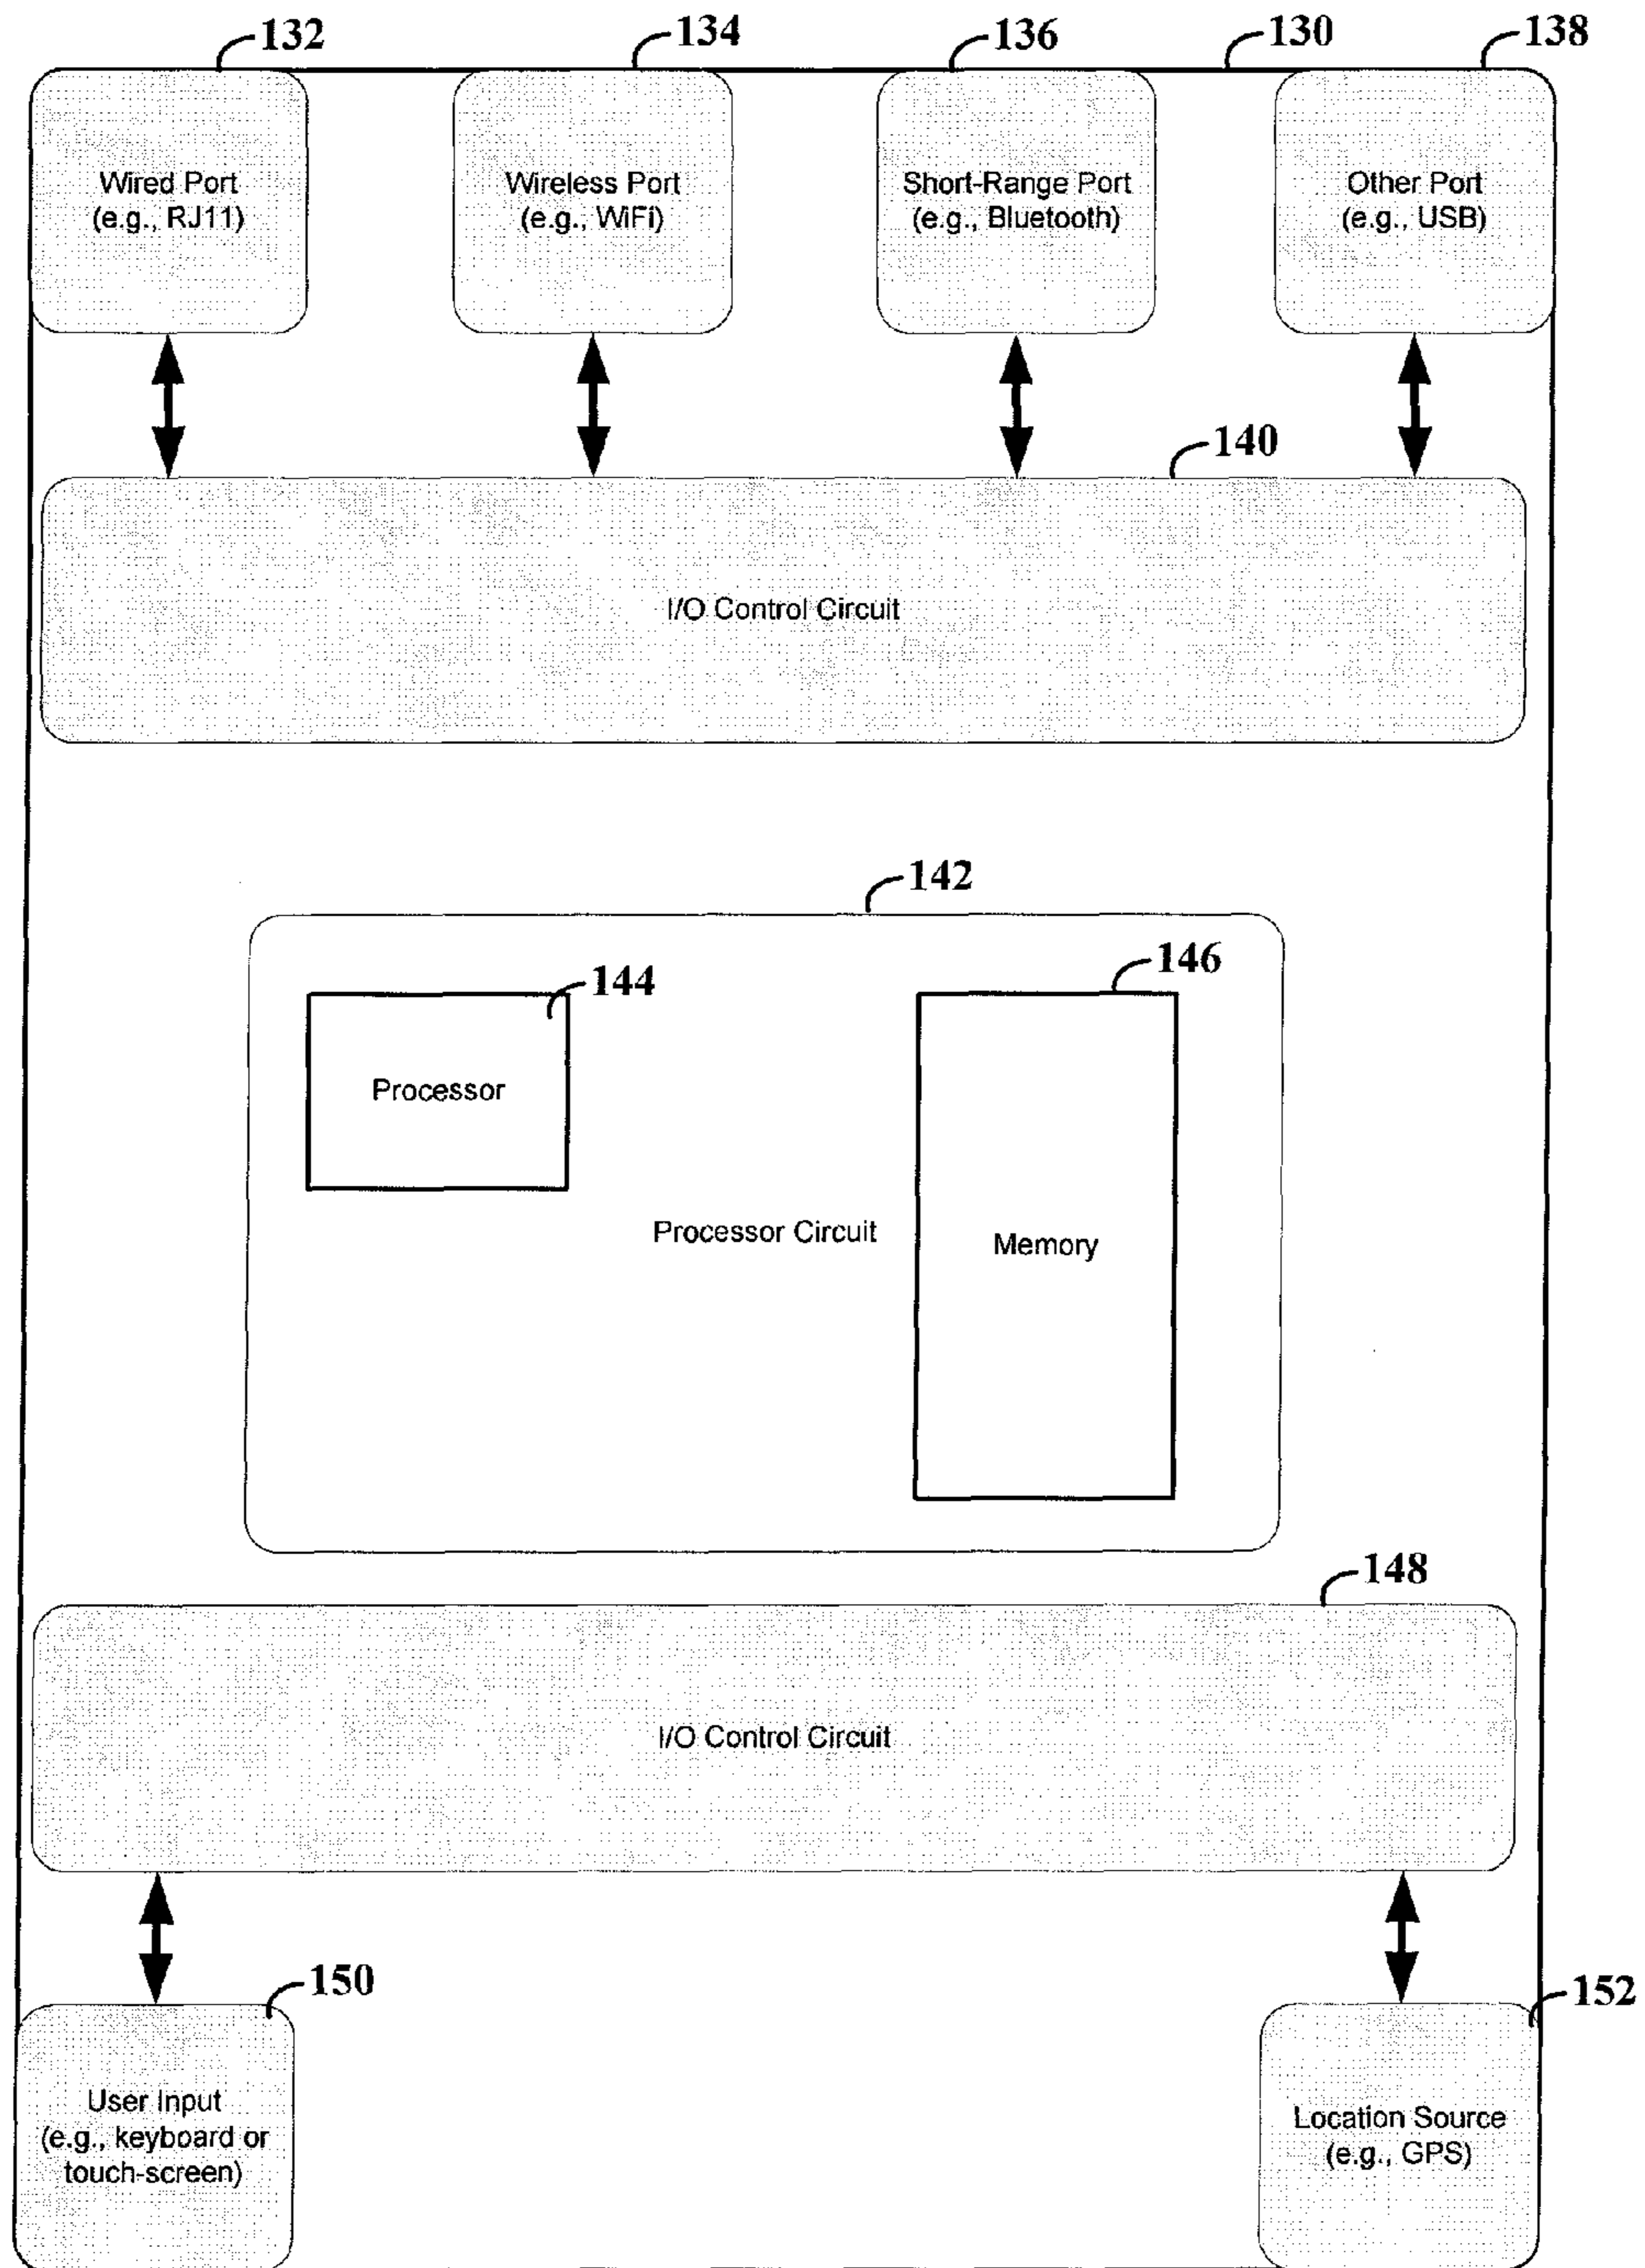 132
134
136
130
138
Wired Port
(e.g., RJ11)
Wireless Port
(e.g., WiFi)
Short-Range Port
(e.g., Bluetooth)
Other Port
(e.g., USB)
140
I/O Control Circuit
142
144
146
Processor
Processor Circuit
Memory
148
I/O Control Circuit
150
152
User Input
(e.g., keyboard or
touch-screen)
Location Source
(e.g., GPS)